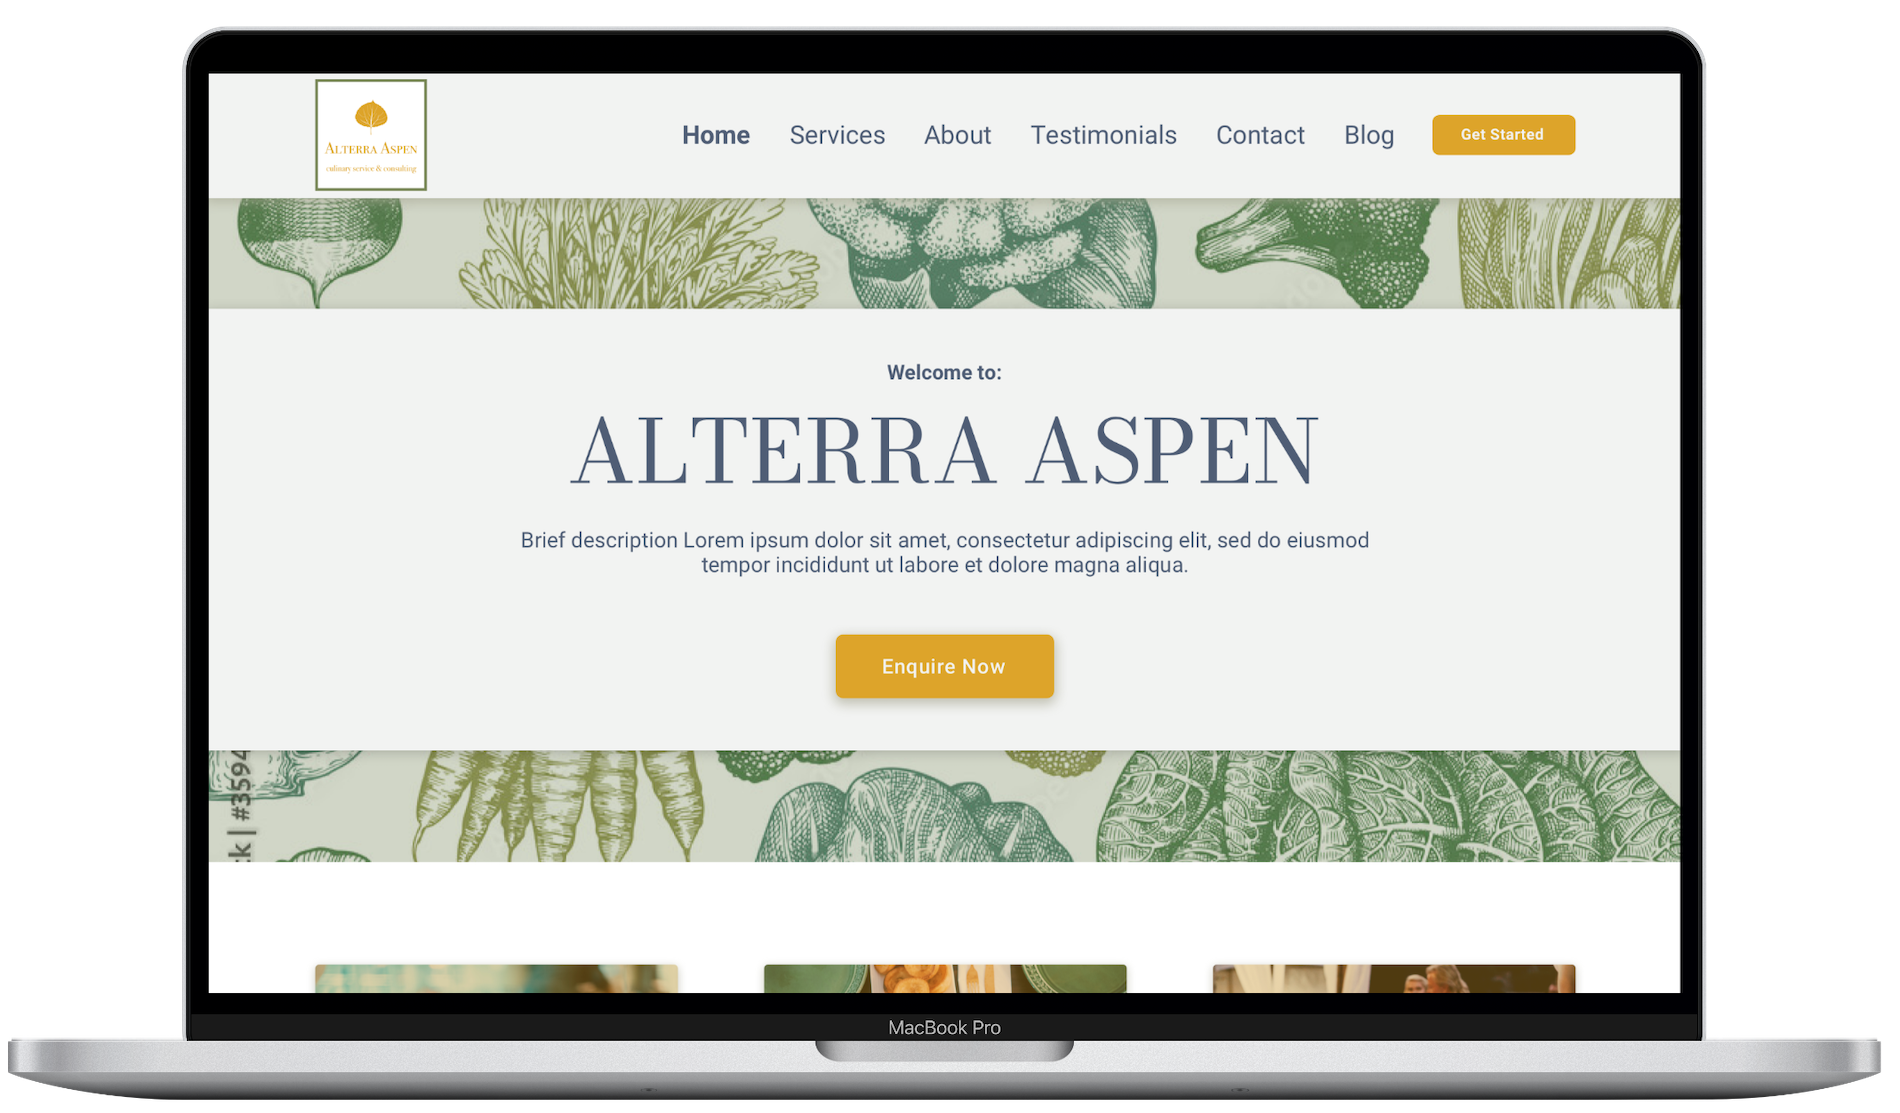 ALTERRA ASPEN
culinary service & consulting
Home Services About Testimonials Contact Blog Get Started
Welcome to:
ALTERRA ASPEN
Brief description Lorem ipsum dolor sit amet, consectetur adipiscing elit, sed do eiusmod
tempor incididunt ut labore et dolore magna aliqua.
Enquire Now
ck | #3594
MacBook Pro